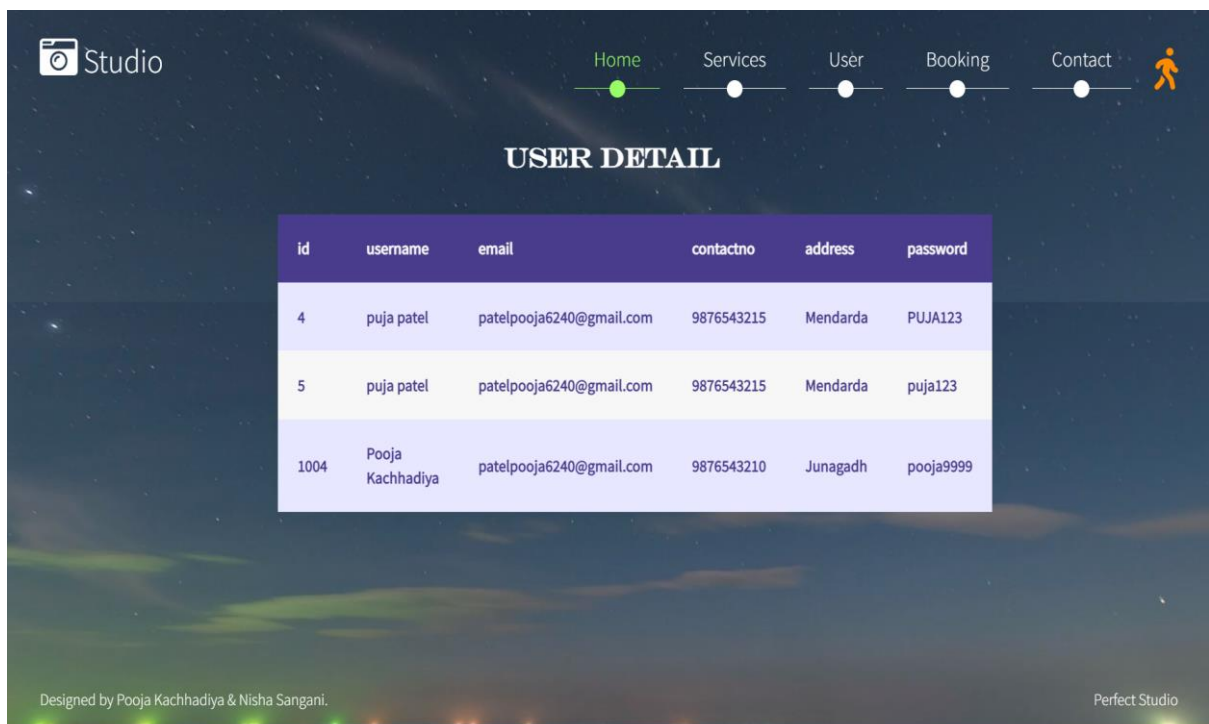 Studio
Home Services User Booking Contact
USER DETAIL
id username email contactno address password
4 puja patel patelpooja6240@gmail.com 9876543215 Mendarda PUJA123
5 puja patel patelpooja6240@gmail.com 9876543215 Mendarda puja123
1004 Pooja Kachhadiya patelpooja6240@gmail.com 9876543210 Junagadh pooja9999
Designed by Pooja Kachhadiya & Nisha Sangani. Perfect Studio